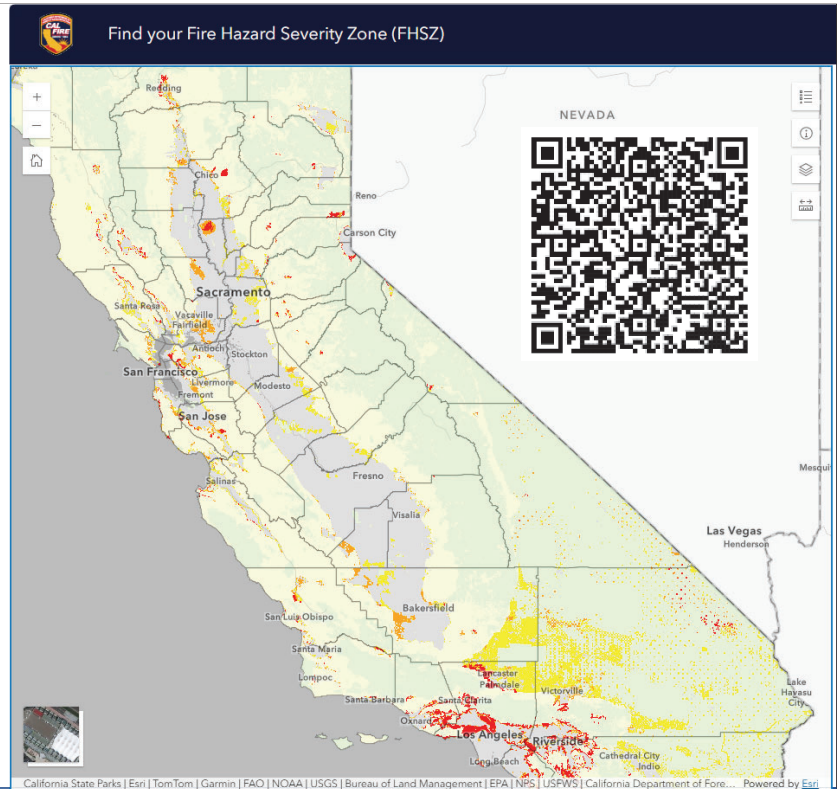 CAL
FIRE
Find your Fire Hazard Severity Zone (FHSZ)
Redding
NEVADA
Chico
Reno
Carson City
Sacramento
Santa Rosa
Vacaville
Fairfield
Antioch
Stockton
San Francisco
Livermore
Modesto
Fremont
San Jose
Salinas
Fresno
Visalia
Las Vegas
Henderson
Bakersfield
San Luis Obispo
Santa Maria
Lompoc
Lancaster
Palmdale
Victorville
Lake
Havasu
City
Santa Barbara
Santa Clarita
Oxnard
Los Angeles
Riverside
Long Beach
Cathedral City
Indio
California State Parks | Esri | TomTom | Garmin | FAO | NOAA | USGS | Bureau of Land Management | EPA | NPS | USFWS | California Department of Fore... Powered by Esri